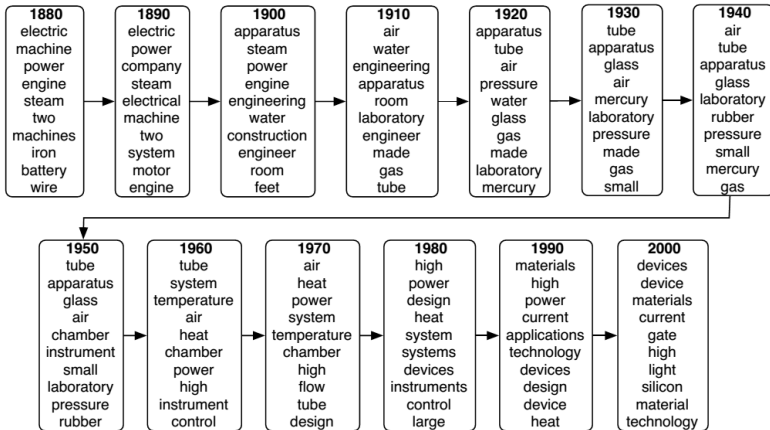 1880
electric
machine
power
engine
steam
two
machines
iron
battery
wire
1890
electric
power
company
steam
electrical
machine
two
system
motor
engine
1900
apparatus
steam
power
engine
engineering
water
construction
engineer
room
feet
1910
air
water
engineering
apparatus
room
laboratory
engineer
made
gas
tube
1920
apparatus
tube
air
pressure
water
glass
gas
made
laboratory
mercury
1930
tube
apparatus
glass
air
mercury
laboratory
pressure
made
gas
small
1940
air
tube
apparatus
glass
laboratory
rubber
pressure
small
mercury
gas
1950
tube
apparatus
glass
air
chamber
instrument
small
laboratory
pressure
rubber
1960
tube
system
temperature
air
heat
chamber
power
high
instrument
control
1970
air
heat
power
system
temperature
chamber
high
flow
tube
design
1980
high
power
design
heat
system
systems
devices
instruments
control
large
1990
materials
high
power
current
applications
technology
devices
design
device
heat
2000
devices
device
materials
current
gate
high
light
silicon
material
technology